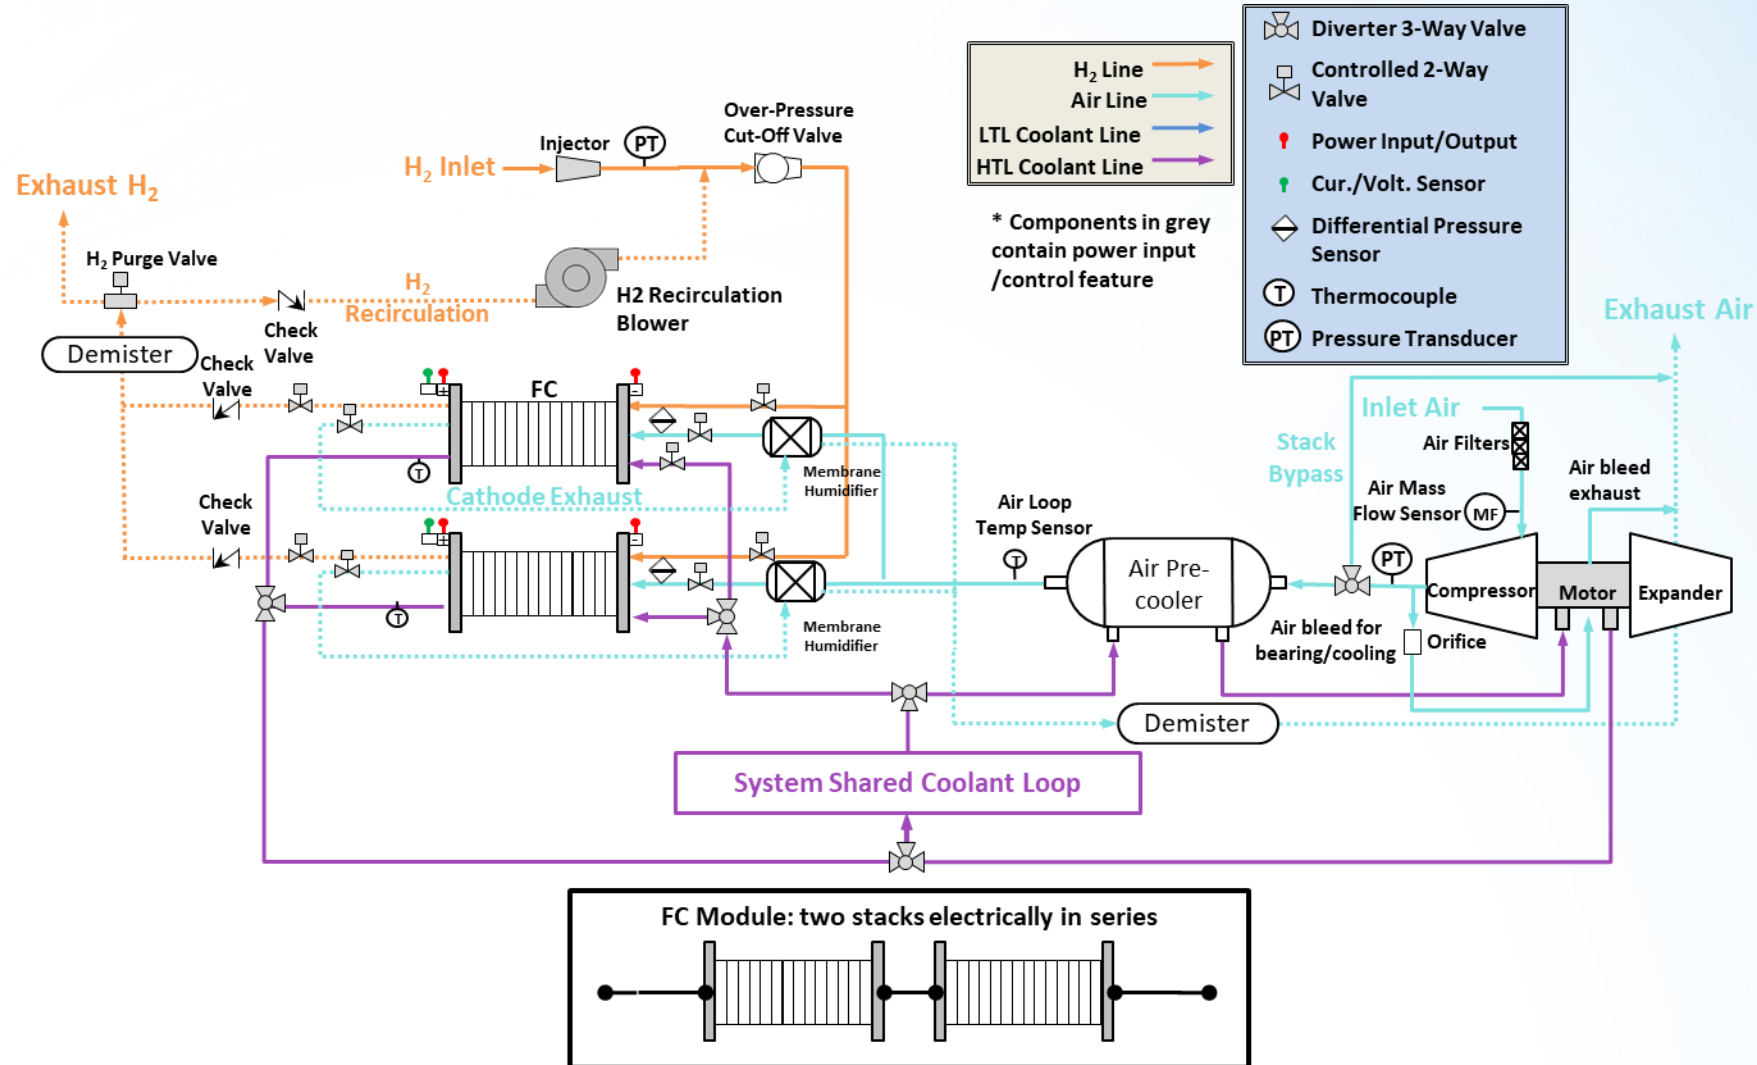 Diverter 3-Way Valve
Controlled 2-Way
Valve
Power Input/Output
Cur./Volt. Sensor
Differential Pressure
Sensor
T
Thermocouple
PT
Pressure Transducer
H₂ Line
Air Line
LTL Coolant Line
HTL Coolant Line
* Components in grey
contain power input
/control feature
Over-Pressure
Cut-Off Valve
Injector
PT
H₂ Inlet
Exhaust H₂
H₂ Purge Valve
H₂
Recirculation
H2 Recirculation
Blower
Check
Valve
Demister
Check
Valve
+
-
FC
T
Cathode Exhaust
Membrane
Humidifier
Check
Valve
+
-
T
Membrane
Humidifier
Air Loop
Temp Sensor
T
Air Pre-
cooler
Exhaust Air
Inlet Air
Stack
Bypass
Air Filters
Air bleed
exhaust
Air Mass
Flow Sensor
MF
PT
Compressor
Motor
Expander
Air bleed for
bearing/cooling
Orifice
Demister
System Shared Coolant Loop
FC Module: two stacks electrically in series